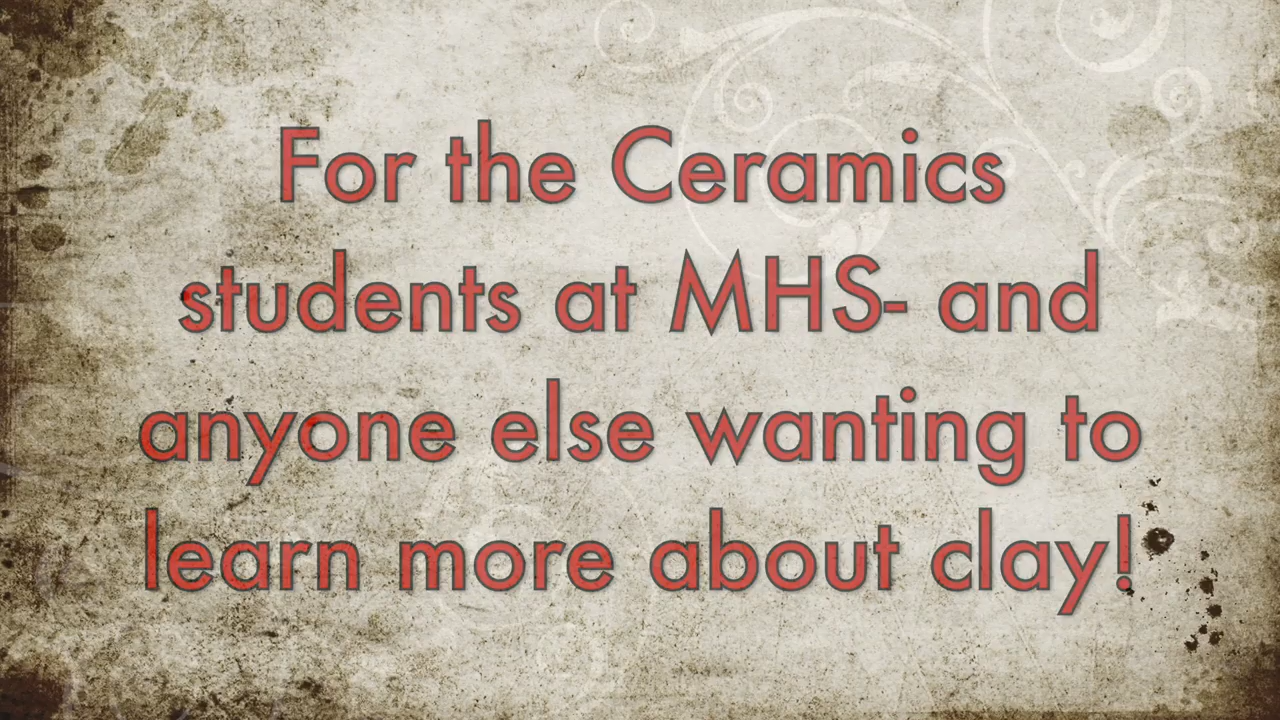 For the Ceramics
students at MHS- and
anyone else wanting to
learn more about clay!